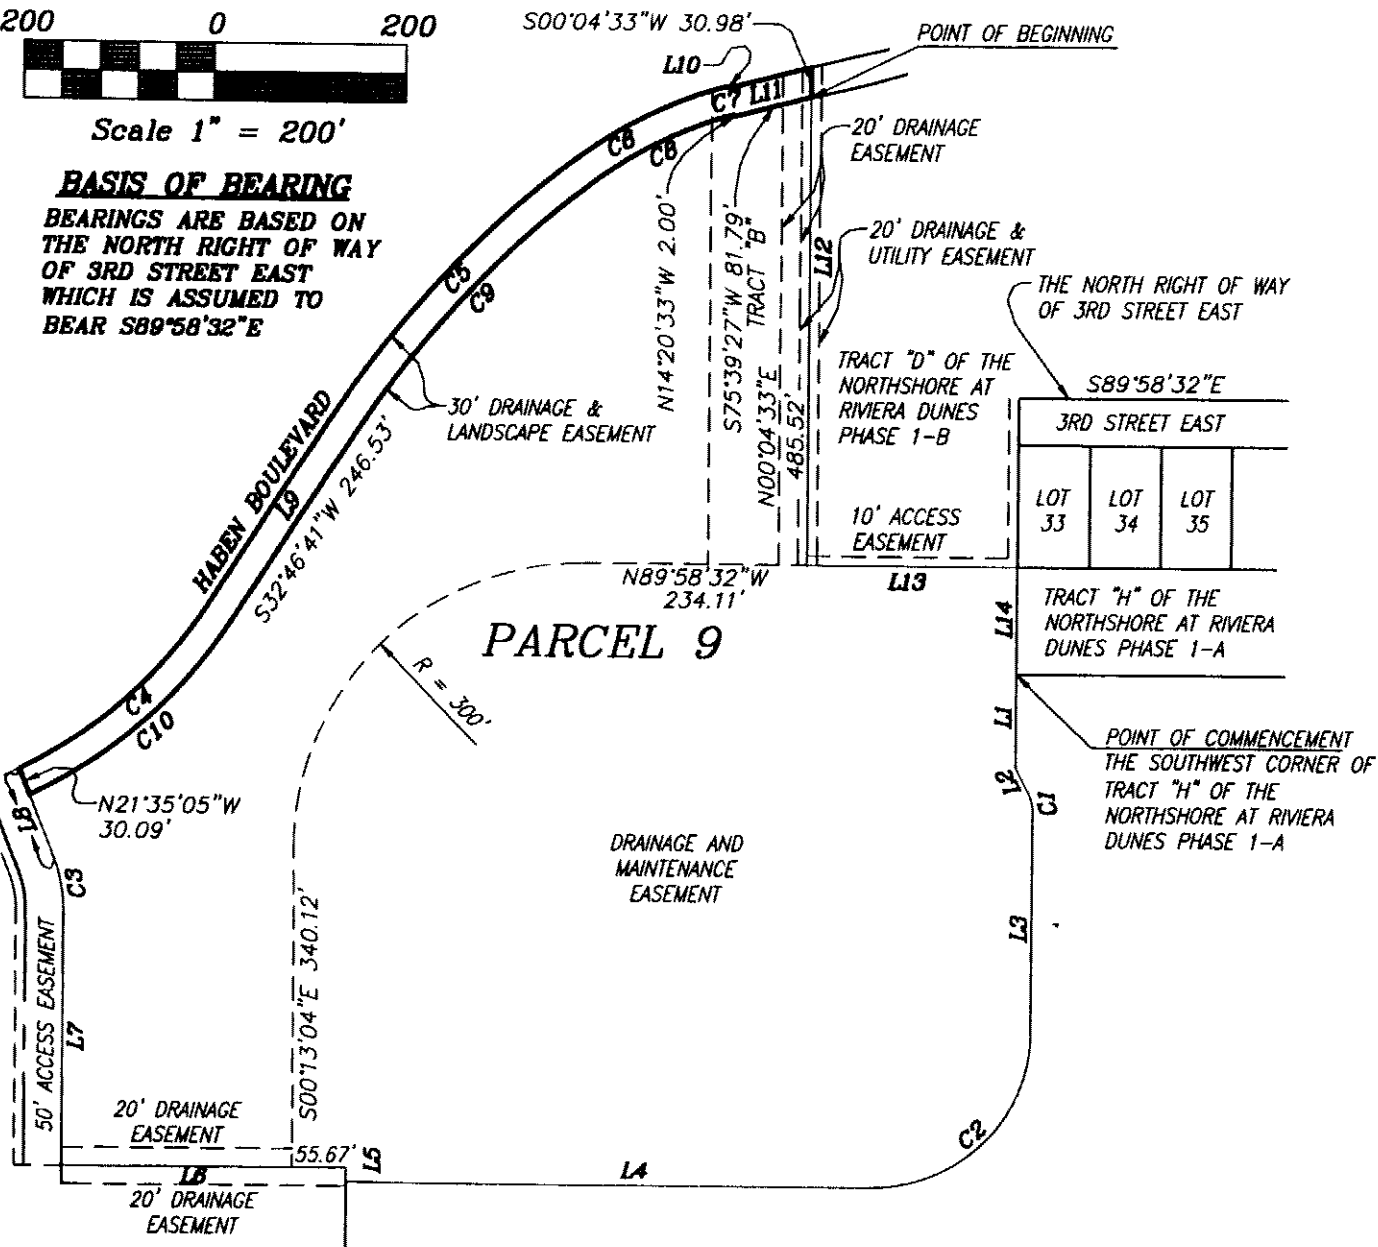 200 0 200
Scale 1" = 200'
BASIS OF BEARING
BEARINGS ARE BASED ON
THE NORTH RIGHT OF WAY
OF 3RD STREET EAST
WHICH IS ASSUMED TO
BEAR S89°58'32"E
S00°04'33"W 30.98'
POINT OF BEGINNING
L10
C7
L11
C6
C8
20' DRAINAGE
EASEMENT
20' DRAINAGE &
UTILITY EASEMENT
L12
N14°20'33"W 2.00'
S75°39'27"W 81.79'
TRACT "B"
N00°04'33"E
485.52'
C5
C9
30' DRAINAGE &
LANDSCAPE EASEMENT
HABEN BOULEVARD
L9
S32°46'41"W 246.53'
THE NORTH RIGHT OF WAY
OF 3RD STREET EAST
TRACT "D" OF THE
NORTHSHORE AT
RIVIERA DUNES
PHASE 1-B
S89°58'32"E
3RD STREET EAST
LOT
33
LOT
34
LOT
35
10' ACCESS
EASEMENT
N89°58'32"W
234.11'
L13
L14
TRACT "H" OF THE
NORTHSHORE AT RIVIERA
DUNES PHASE 1-A
PARCEL 9
R = 300'
C4
C10
L1
L2
C1
POINT OF COMMENCEMENT
THE SOUTHWEST CORNER OF
TRACT "H" OF THE
NORTHSHORE AT RIVIERA
DUNES PHASE 1-A
N21°35'05"W
30.09'
L8
C3
DRAINAGE AND
MAINTENANCE
EASEMENT
L3
50' ACCESS EASEMENT
L7
S00°13'04"E 340.12'
20' DRAINAGE
EASEMENT
55.67'
L5
L6
20' DRAINAGE
EASEMENT
L4
C2